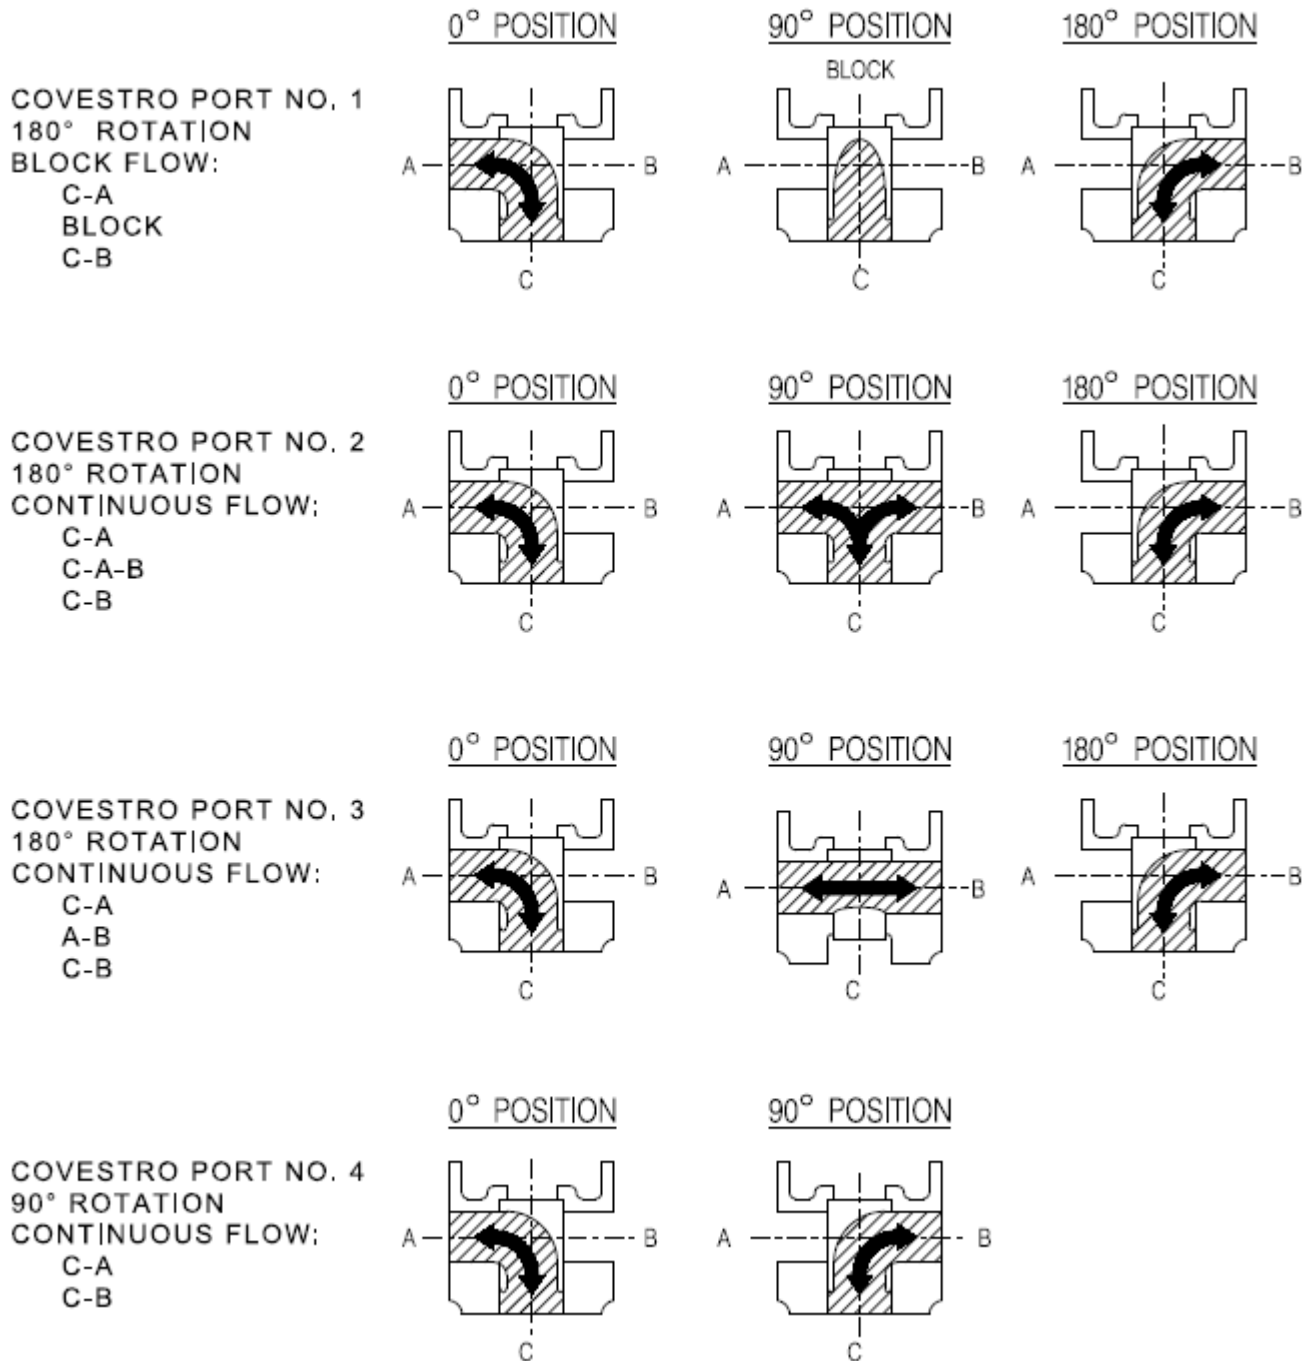 0° POSITION 90° POSITION 180° POSITION
BLOCK
COVESTRO PORT NO. 1
180° ROTATION
BLOCK FLOW:
C-A
BLOCK
C-B
A B A B A B
C C C
0° POSITION 90° POSITION 180° POSITION
COVESTRO PORT NO. 2
180° ROTATION
CONTINUOUS FLOW:
C-A
C-A-B
C-B
A B A B A B
C C C
0° POSITION 90° POSITION 180° POSITION
COVESTRO PORT NO. 3
180° ROTATION
CONTINUOUS FLOW:
C-A
A-B
C-B
A B A B A B
C C C
0° POSITION 90° POSITION
COVESTRO PORT NO. 4
90° ROTATION
CONTINUOUS FLOW:
C-A
C-B
A B A B
C C